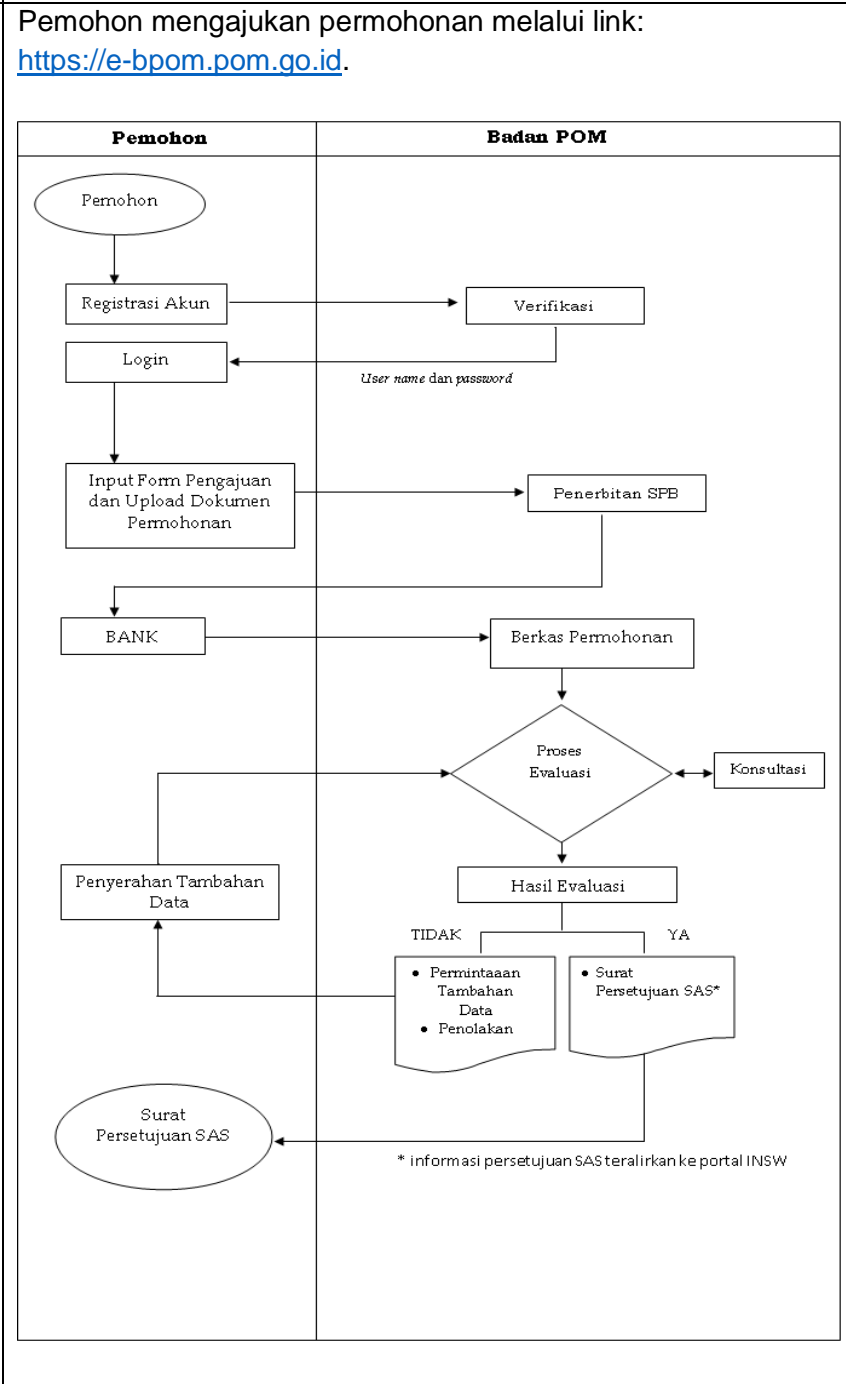 Pemohon mengajukan permohonan melalui link:
https://e-bpom.pom.go.id.
Pemohon
Badan POM
Pemohon
Registrasi Akun
Verifikasi
Login
User name dan password
Input Form Pengajuan
dan Upload Dokumen
Permohonan
Penerbitan SPB
BANK
Berkas Permohonan
Proses
Evaluasi
Konsultasi
Penyerahan Tambahan
Data
Hasil Evaluasi
TIDAK
YA
• Permintaaan
Tambahan
Data
• Penolakan
• Surat
Persetujuan SAS*
Surat
Persetujuan SAS
* informasi persetujuan SAS teralirkan ke portal INSW